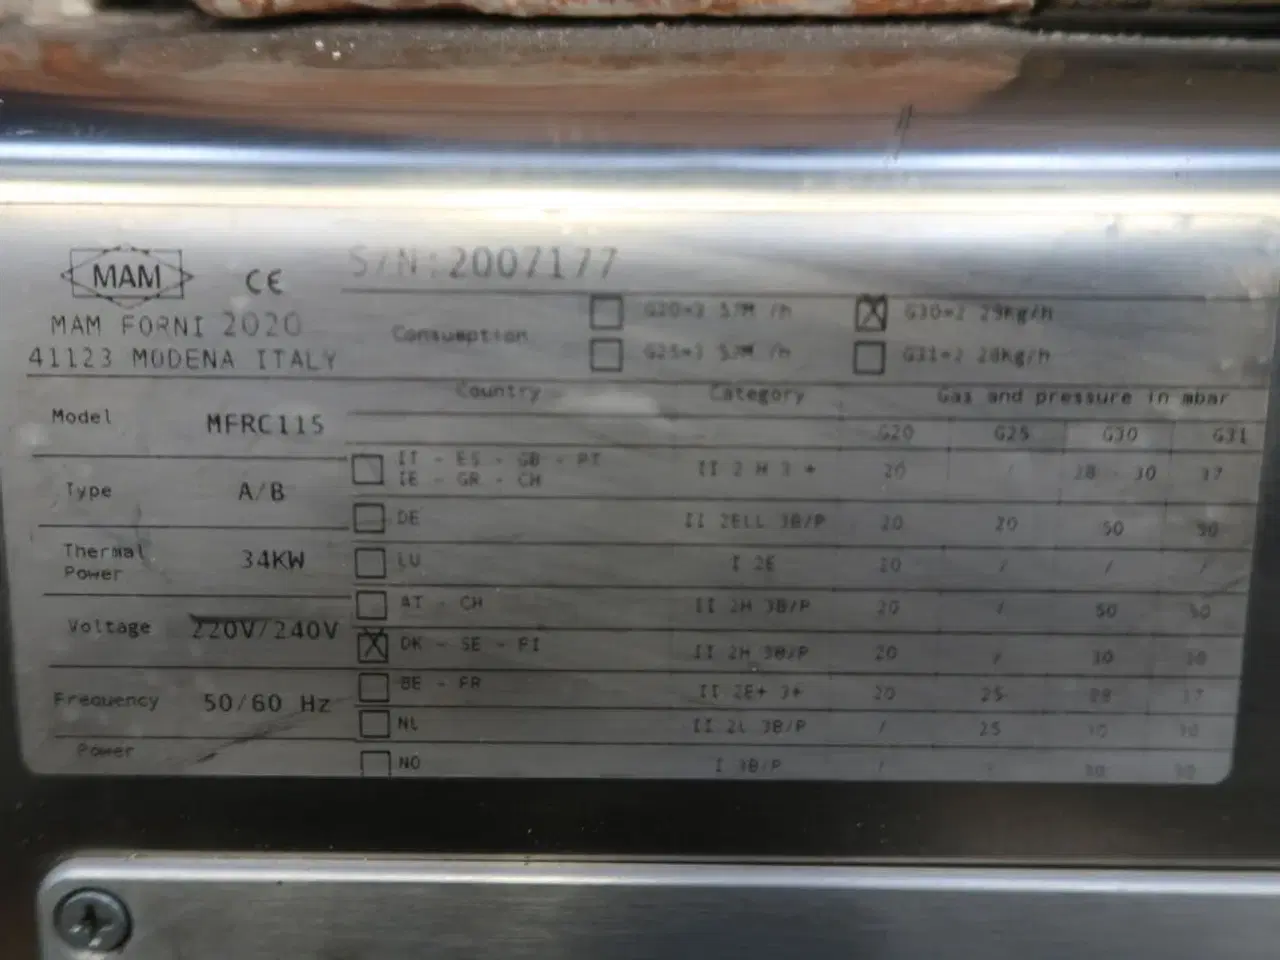 MAM
CE
S/N:2007177
MAM FORNI 2020
41123 MODENA ITALY
Consumption
G30=2 29Kg/h
G31=2 28kg/h
Country Category Gas and pressure in mbar
Model MFRC115
G20 G25 G30 G31
IT - ES - GB - PT
IE - GR - CH
II 2 H 3 + 20 / 28 - 30 37
Type A/B
DE II 2ELL 3B/P 20 20 50 50
Thermal Power 34KW
LU I 2E 20 / / /
AT - CH II 2H 3B/P 20 / 50 50
Voltage 220V/240V
X DK - SE - FI II 2H 3B/P 20 / 30 30
BE - FR II 2E+ 3+ 20 25 28 37
Frequency 50/60 Hz
NL II 2L 3B/P / 25 30 30
Power
NO I 3B/P / / 30 30